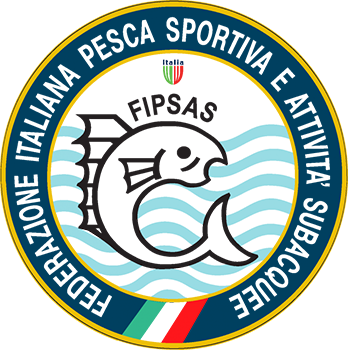 FEDERAZIONE ITALIANA PESCA SPORTIVA E ATTIVITA' SUBACQUEE
Italia
FIPSAS